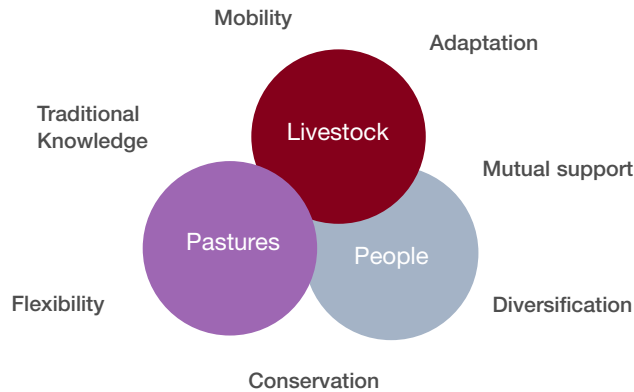 Mobility
Adaptation
Traditional
Knowledge
Livestock
Mutual support
Pastures
People
Flexibility
Diversification
Conservation